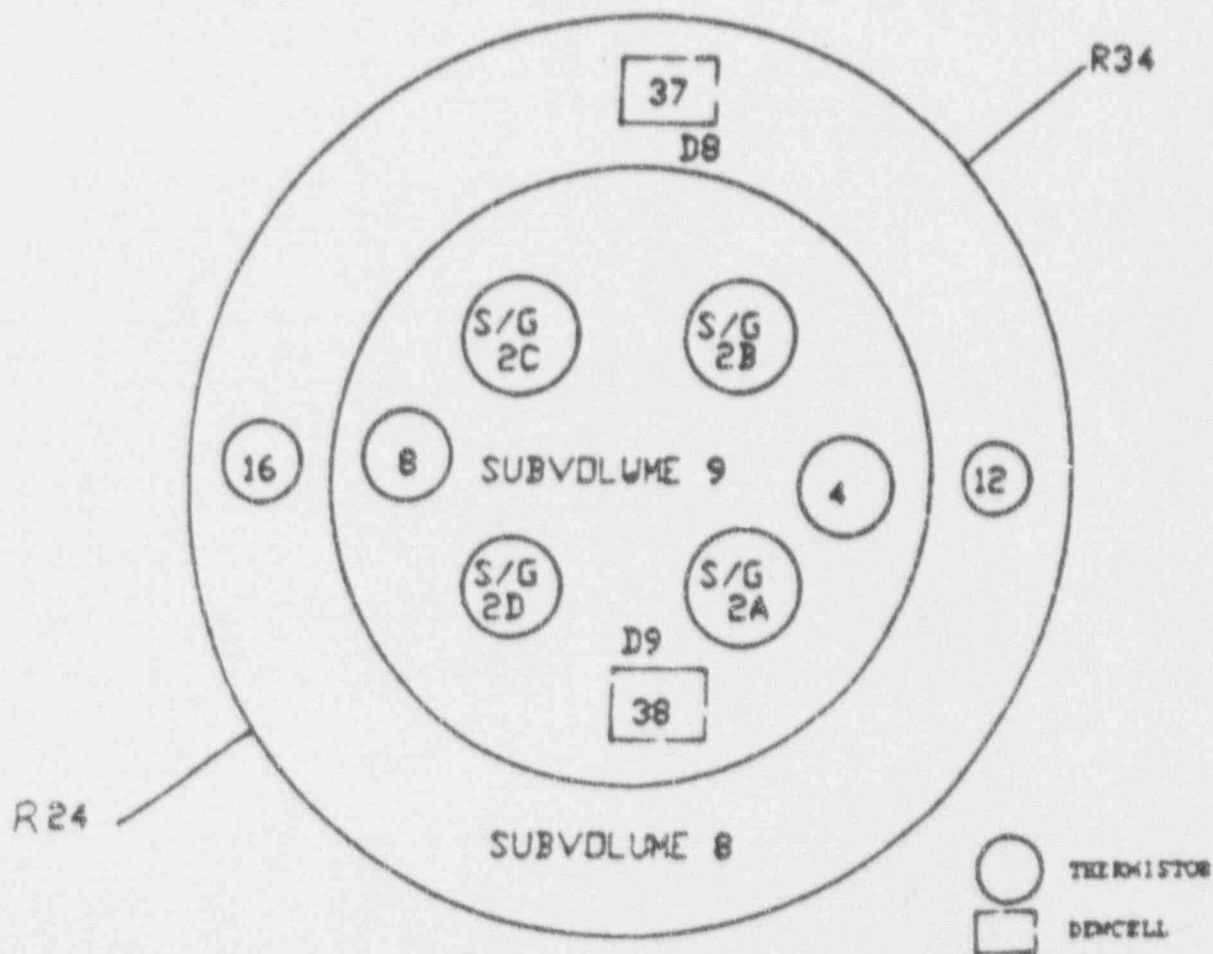 R34
37
D8
S/G
2C
S/G
2B
16
8
SUBVOLUME 9
4
12
S/G
2D
S/G
2A
D9
38
R24
SUBVOLUME 8
THERMISTOR
DEWCELL